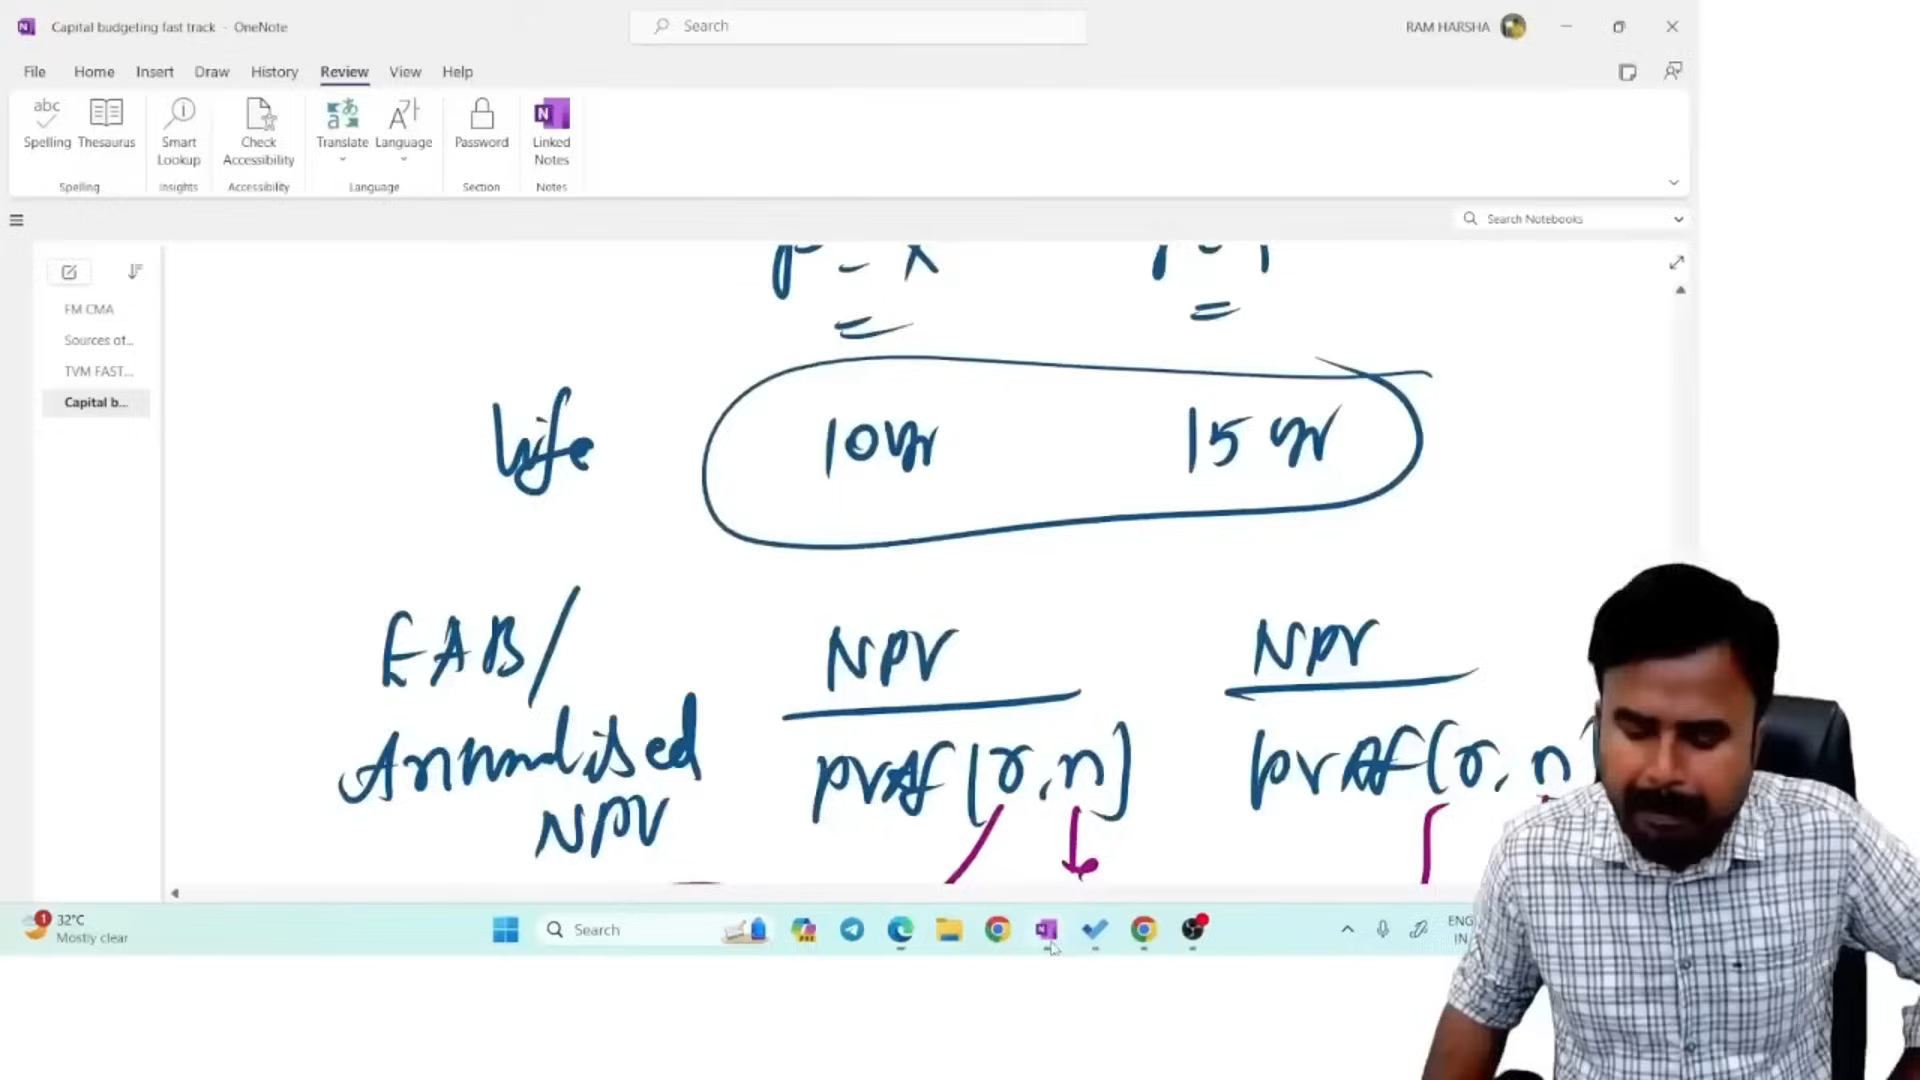 Capital budgeting fast track - OneNote
Search
RAM HARSHA
File Home Insert Draw History Review View Help
abc
Spelling Thesaurus Smart Lookup Check Accessibility Translate Language Password Linked Notes
Spelling Insights Accessibility Language Section Notes
Search Notebooks
FM CMA
Sources of...
TVM FAST...
Capital b...
Life 10yr 15 yr
EAB/ NPV NPV
Annualised PVAF(r,n) PVAF(r,n)
NPV
1
32°C
Mostly clear
Search
ENG
IN